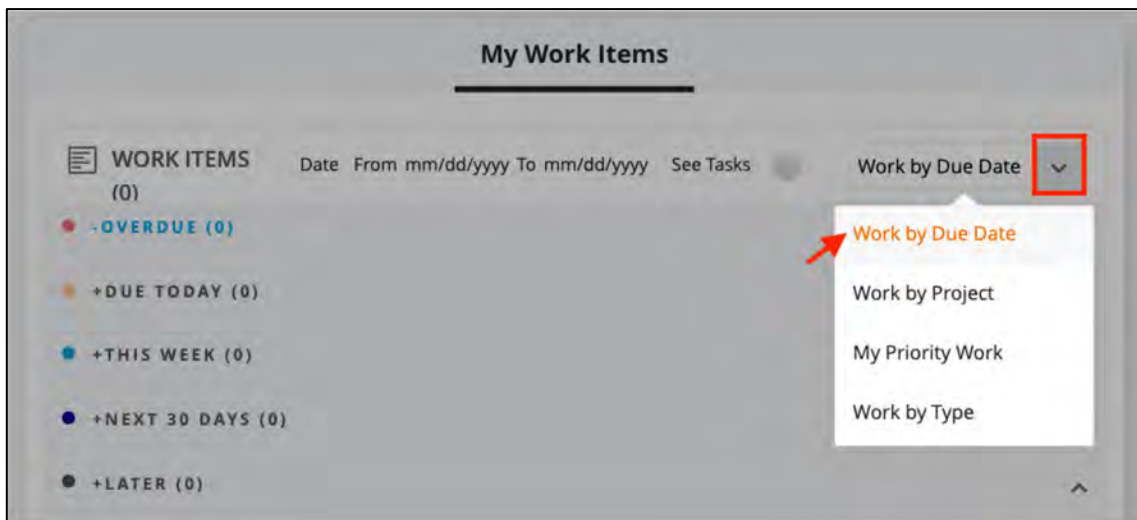 My Work Items
WORK ITEMS Date From mm/dd/yyyy To mm/dd/yyyy See Tasks Work by Due Date
(0)
-OVERDUE (0)
Work by Due Date
+DUE TODAY (0)
Work by Project
+THIS WEEK (0)
My Priority Work
+NEXT 30 DAYS (0)
Work by Type
+LATER (0)